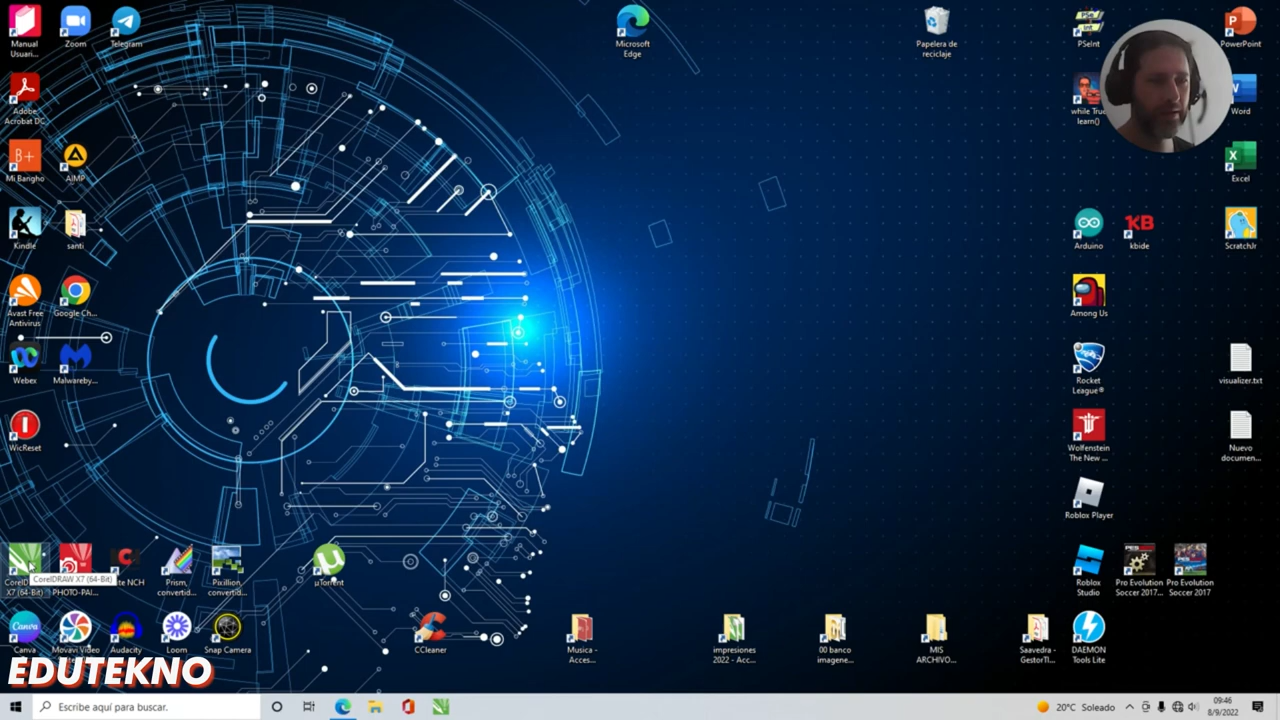 Manual
Usuari...
Zoom
Telegram
Microsoft
Edge
Papelera de
reciclaje
PSeInt
PowerPoint
Adobe
Acrobat DC
while True:
learn()
Word
Mi Bangho
AIMP
Excel
Kindle
santi
Arduino
kbide
ScratchJr
Avast Free
Antivirus
Google Ch...
Among Us
Webex
Malwareby...
Rocket
League®
visualizer.txt
WicReset
Wolfenstein
The New ...
Nuevo
documen...
Roblox Player
CorelDRAW X7 (64-Bit)
X7 (64-Bit)
PHOTO-PAI...
te NCH
Prism,
convertid...
Pixillion,
convertid...
µTorrent
Roblox
Studio
Pro Evolution
Soccer 2017...
Pro Evolution
Soccer 2017
Canva
Movavi Video
Audacity
Loom
Snap Camera
CCleaner
Musica -
Acces...
impresiones
2022 - Acc...
00 banco
imagene...
MIS
ARCHIVO...
Saavedra -
GestorTI...
DAEMON
Tools Lite
EDUTEKNO
Escribe aquí para buscar.
20°C Soleado
09:46
8/9/2022